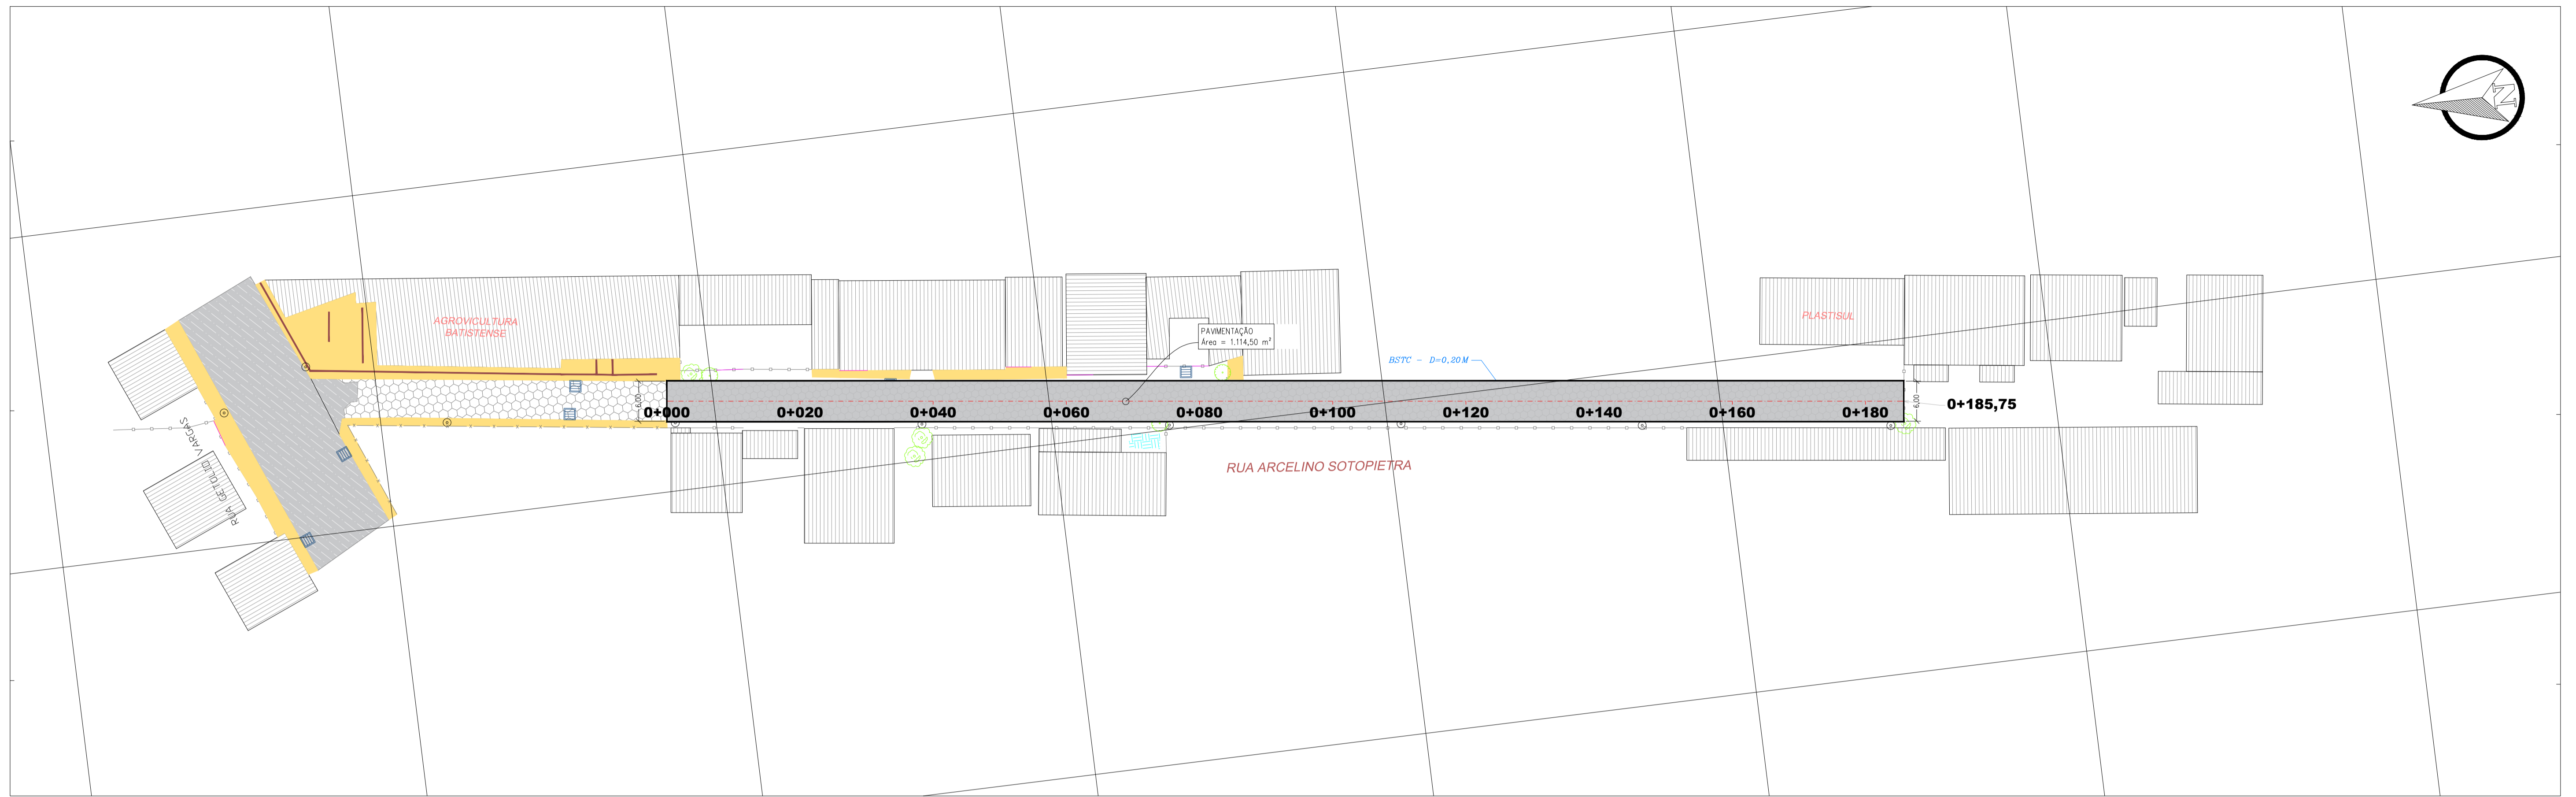 N
AGROVICULTURA
BATISTENSE
PLASTISUL
PAVIMENTAÇÃO
Área = 1.114,50 m²
BSTC - D=0,20M
6,00
0+000
0+020
0+040
0+060
0+080
0+100
0+120
0+140
0+160
0+180
6,00
0+185,75
RUA GETÚLIO VARGAS
RUA ARCELINO SOTOPIETRA